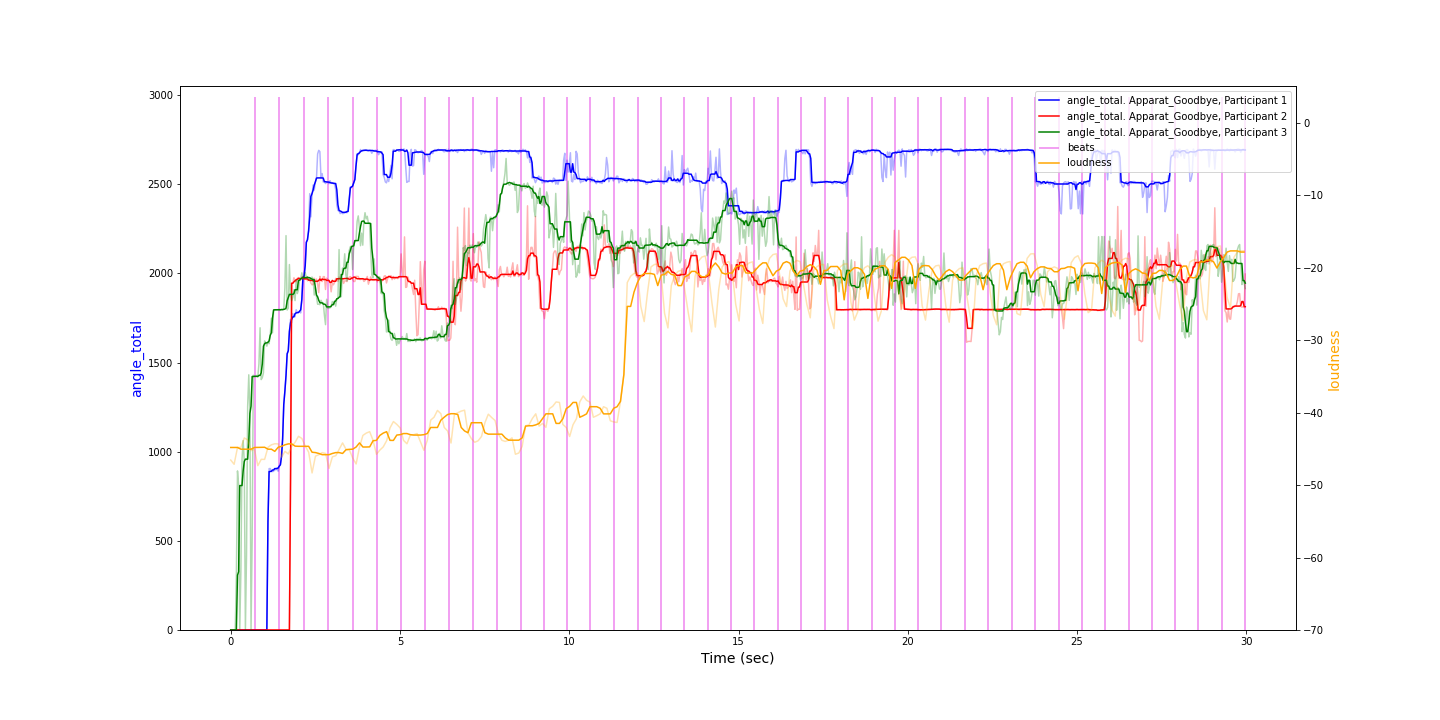 3000
2500
2000
1500
1000
500
0
angle_total
0
5
10
15
20
25
30
Time (sec)
0
−10
−20
−30
−40
−50
−60
−70
loudness
angle_total. Apparat_Goodbye, Participant 1
angle_total. Apparat_Goodbye, Participant 2
angle_total. Apparat_Goodbye, Participant 3
beats
loudness